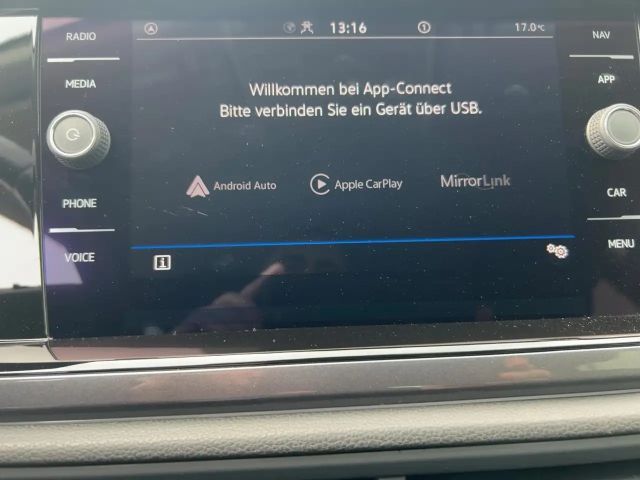 RADIO
MEDIA
PHONE
VOICE
13:16
17.0°C
Willkommen bei App-Connect
Bitte verbinden Sie ein Gerät über USB.
Android Auto
Apple CarPlay
MirrorLink
NAV
APP
CAR
MENU